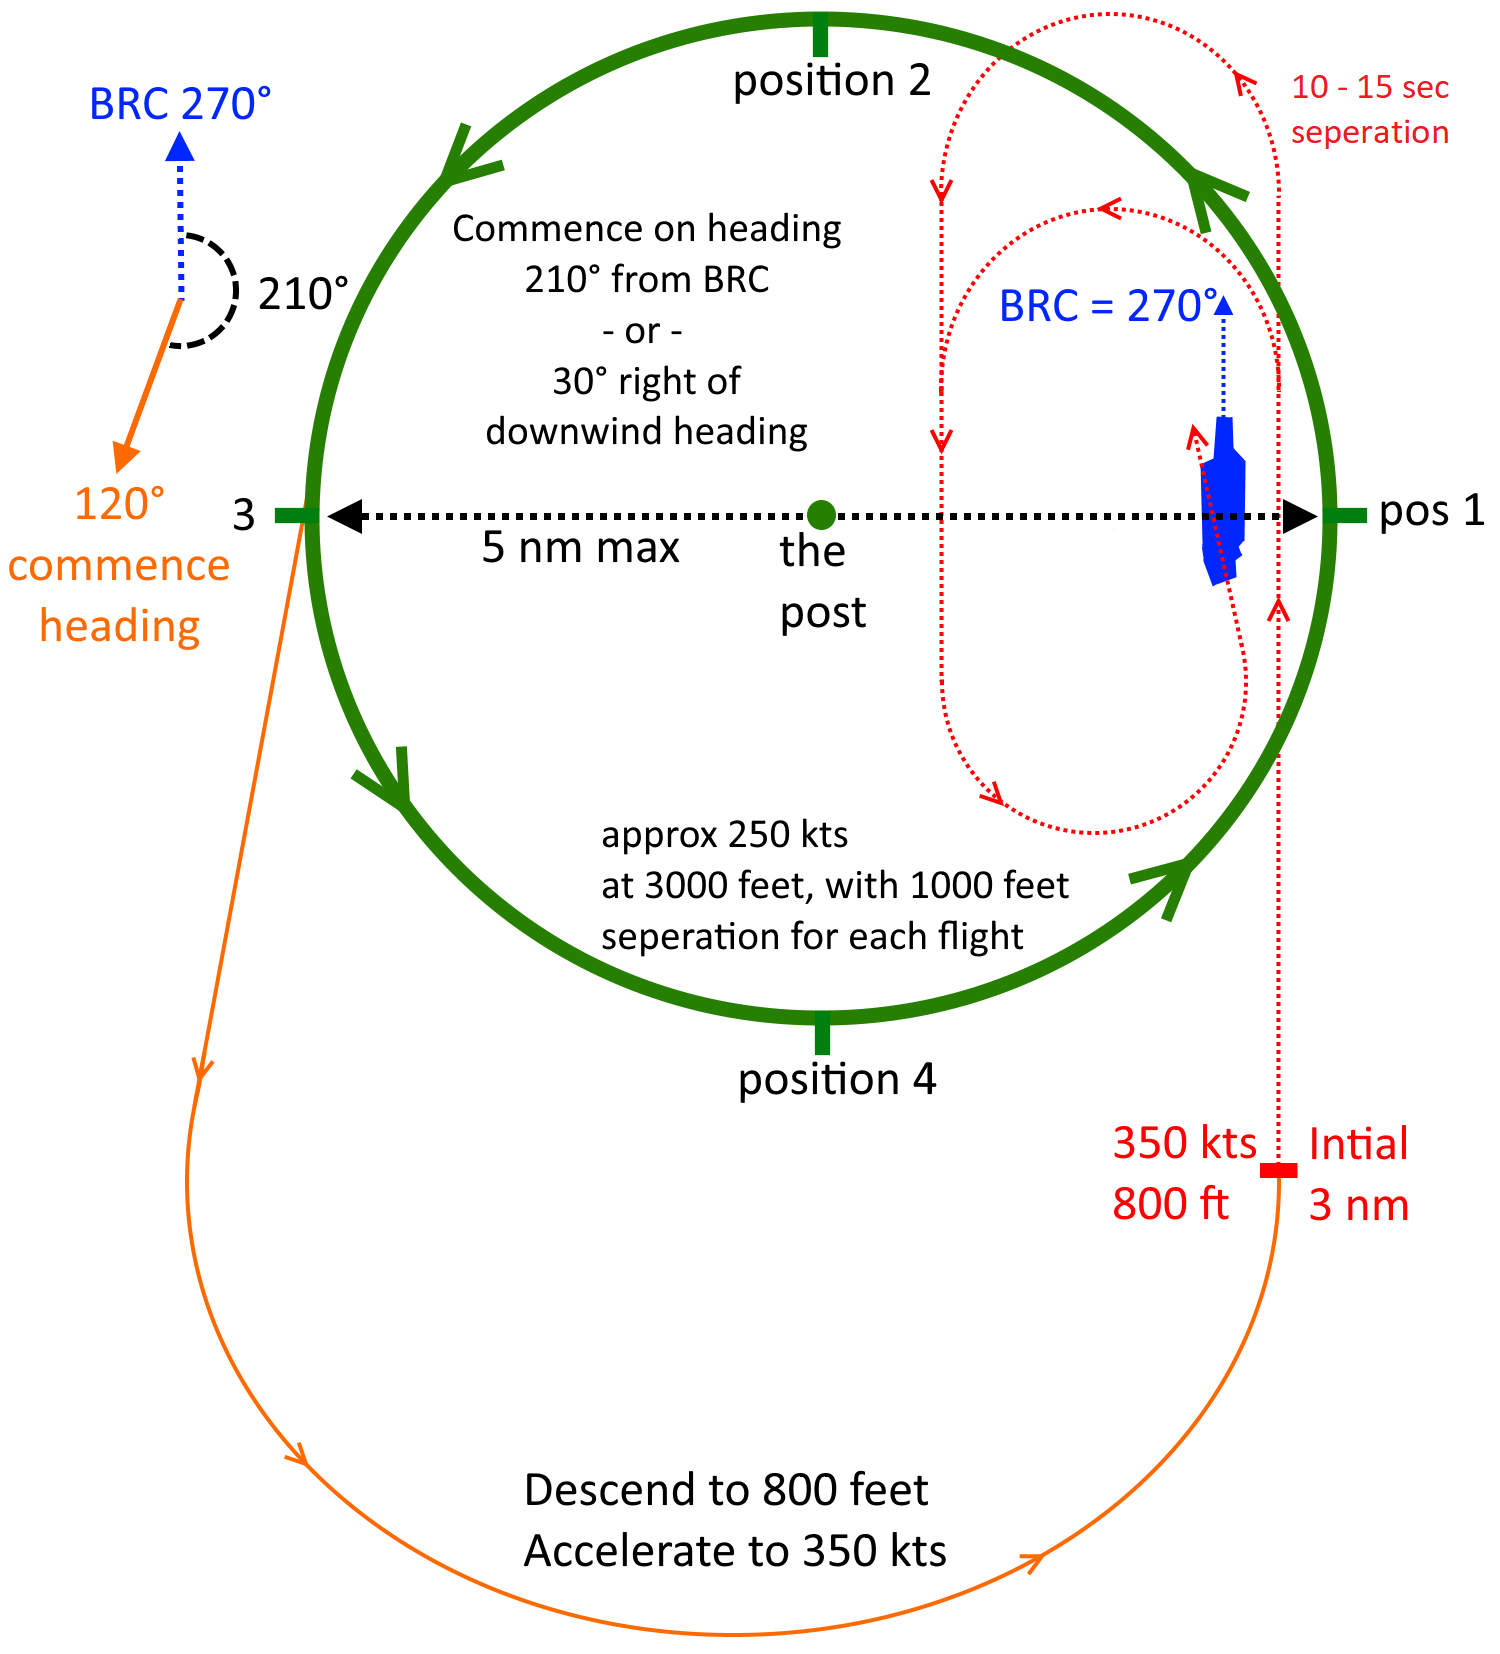 position 2
10 - 15 sec
seperation
BRC 270°
210°
Commence on heading
210° from BRC
- or -
30° right of
downwind heading
BRC = 270°
120°
commence
heading
3
5 nm max
the
post
pos 1
approx 250 kts
at 3000 feet, with 1000 feet
seperation for each flight
position 4
350 kts
800 ft
Intial
3 nm
Descend to 800 feet
Accelerate to 350 kts